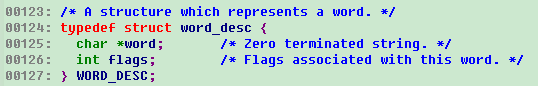 00123: /* A structure which represents a word. */
00124: typedef struct word_desc {
00125:   char *word;       /* Zero terminated string. */
00126:   int flags;        /* Flags associated with this word. */
00127: } WORD_DESC;